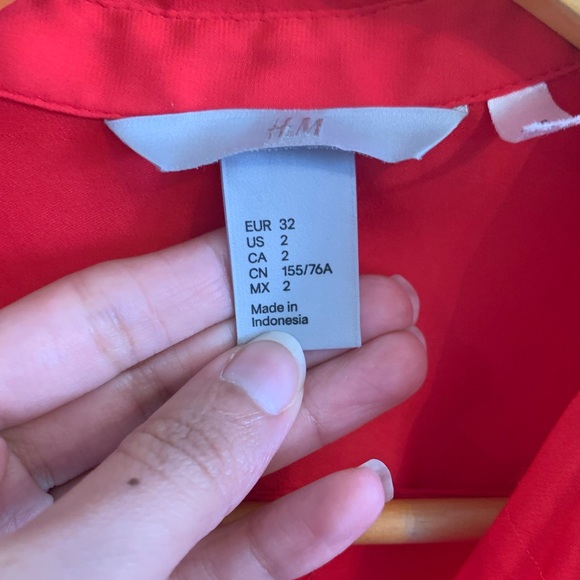 H&M
EUR 32
US 2
CA 2
CN 155/76A
MX 2
Made in
Indonesia